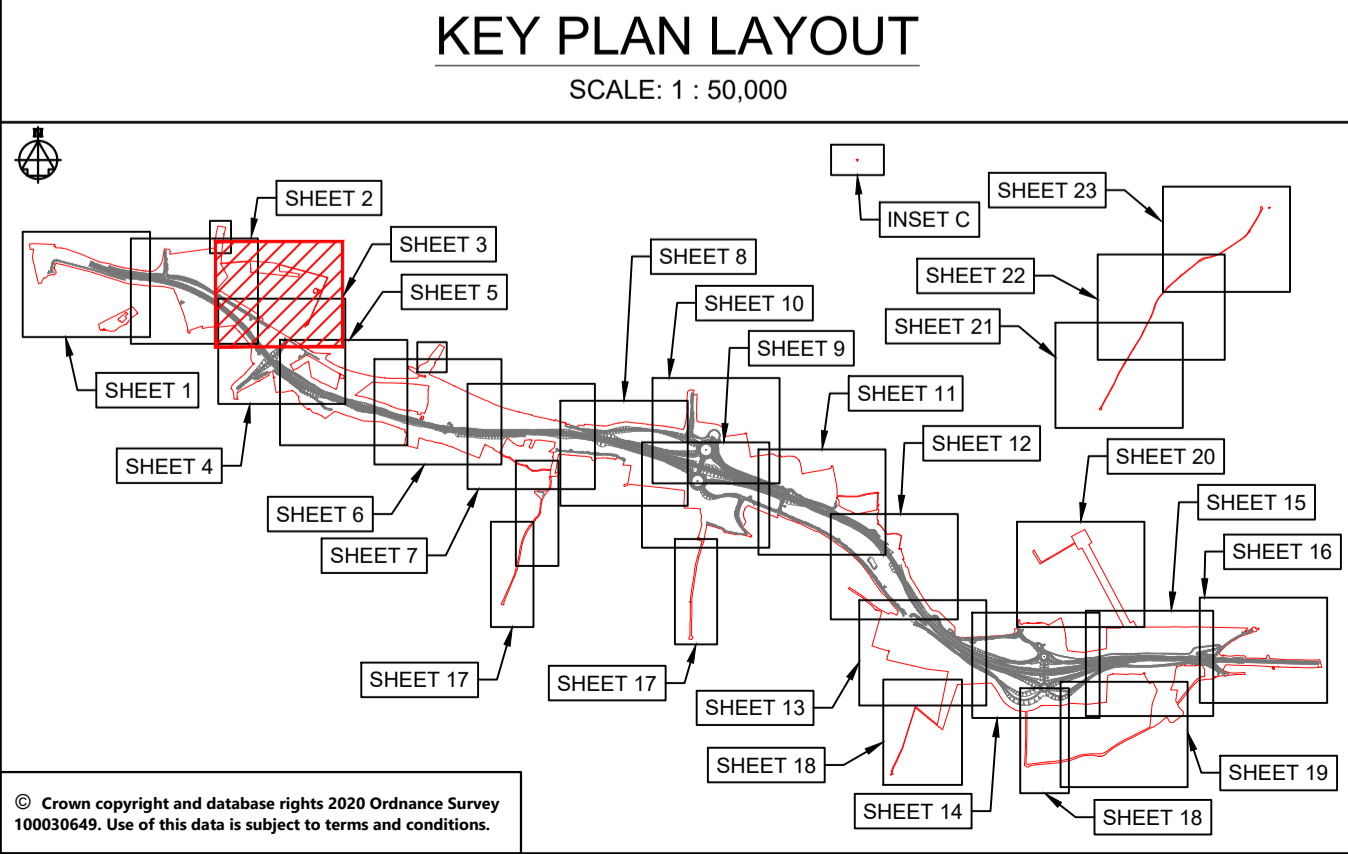 KEY PLAN LAYOUT
SCALE: 1 : 50,000
N
SHEET 2
SHEET 3
SHEET 5
SHEET 1
SHEET 4
SHEET 6
SHEET 7
SHEET 8
SHEET 10
SHEET 9
SHEET 11
SHEET 12
INSET C
SHEET 23
SHEET 22
SHEET 21
SHEET 20
SHEET 15
SHEET 16
SHEET 17
SHEET 17
SHEET 13
SHEET 18
SHEET 14
SHEET 18
SHEET 19
© Crown copyright and database rights 2020 Ordnance Survey
100030649. Use of this data is subject to terms and conditions.